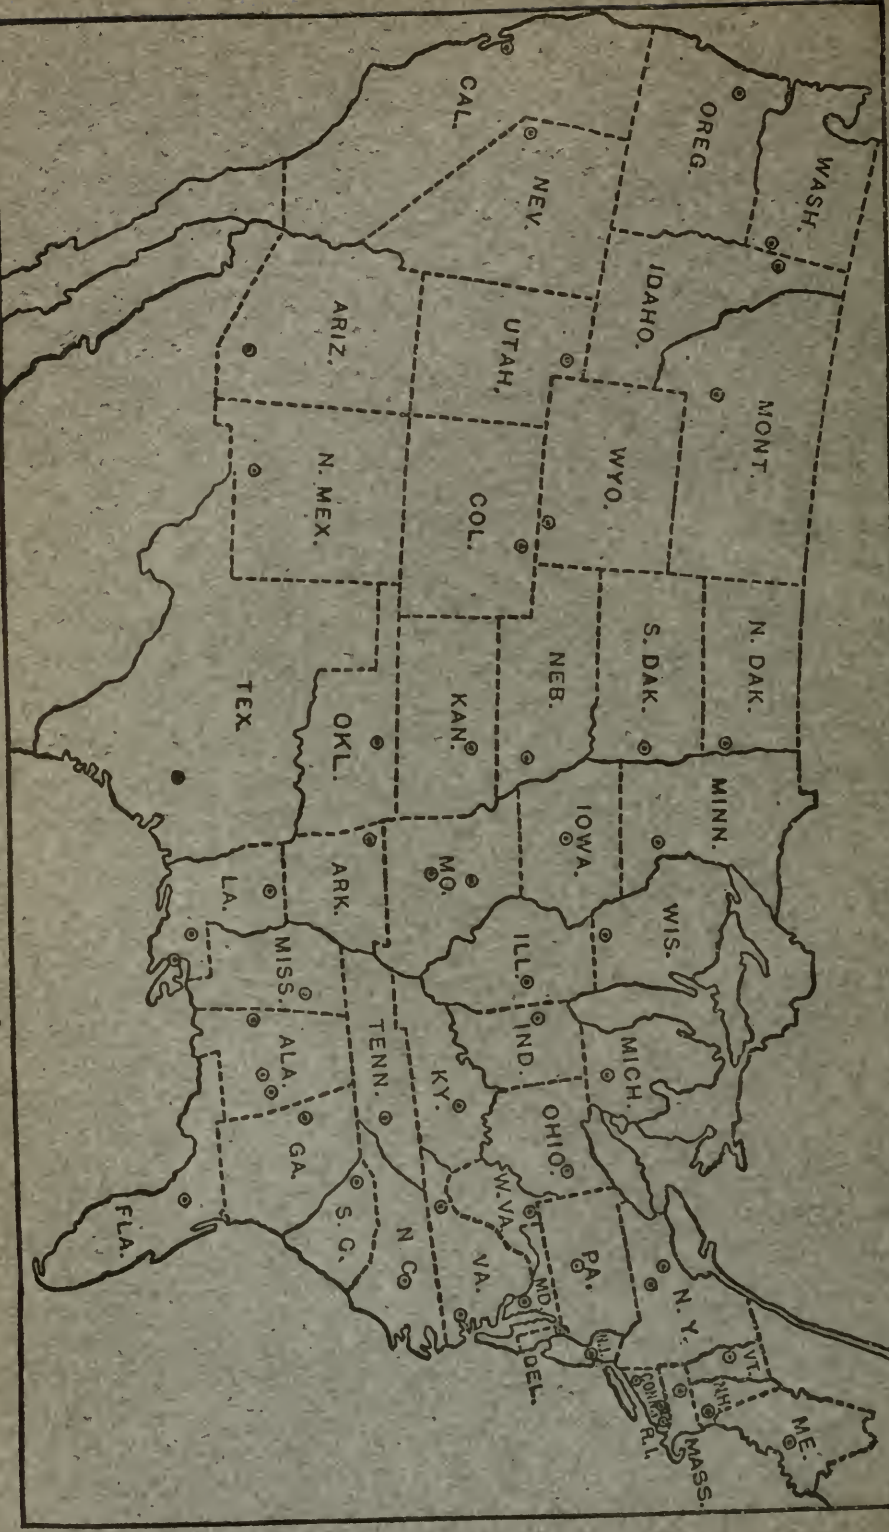 WASH.
OREG.
CAL.
NEV.
IDAHO.
MONT.
WYO.
UTAH,
ARIZ.
COL.
N. MEX.
N. DAK.
S. DAK.
NEB.
KAN.
OKL.
TEX.
MINN.
IOWA.
MO.
ARK.
LA.
WIS.
ILL.
MICH.
IND.
OHIO.
KY.
TENN.
MISS.
ALA.
GA.
FLA.
S. C.
N C.
VA.
W. VA.
MD
DEL.
PA.
N.J.
N. Y.
CONN.
R.I.
MASS.
VT.
N.H.
ME.